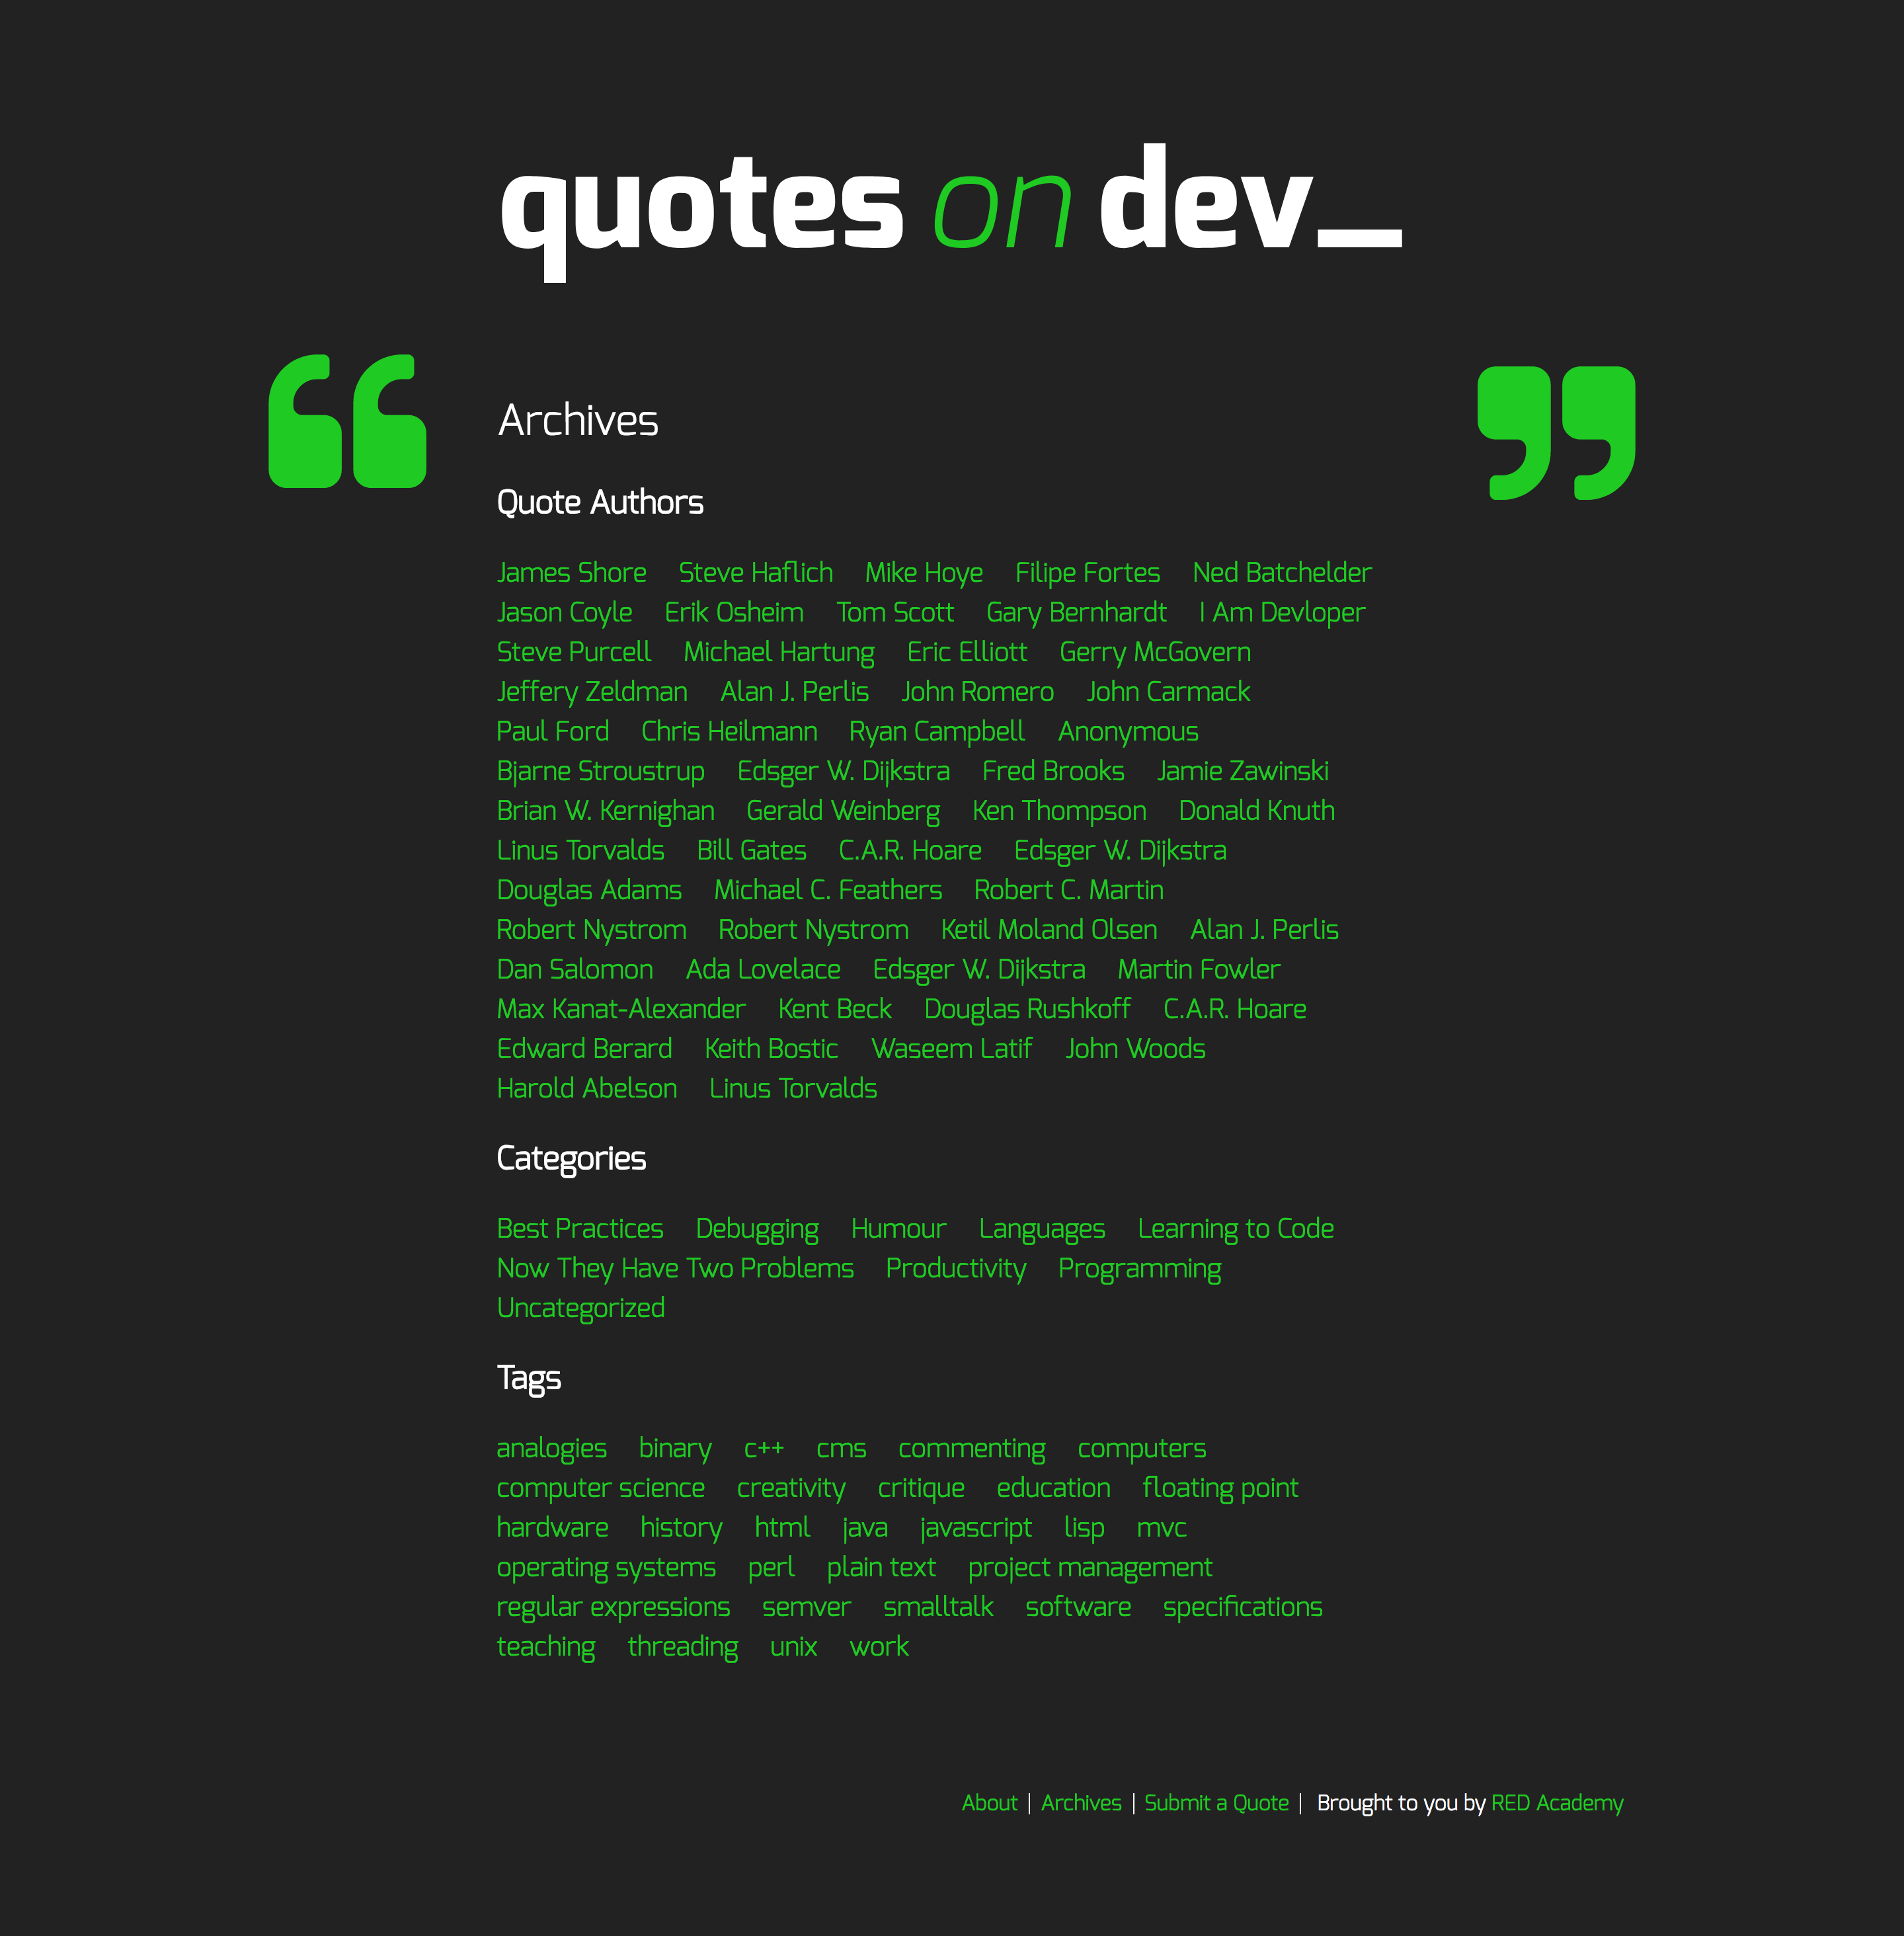 quotes on dev_
Archives
Quote Authors
James Shore Steve Haflich Mike Hoye Filipe Fortes Ned Batchelder
Jason Coyle Erik Osheim Tom Scott Gary Bernhardt I Am Devloper
Steve Purcell Michael Hartung Eric Elliott Gerry McGovern
Jeffery Zeldman Alan J. Perlis John Romero John Carmack
Paul Ford Chris Heilmann Ryan Campbell Anonymous
Bjarne Stroustrup Edsger W. Dijkstra Fred Brooks Jamie Zawinski
Brian W. Kernighan Gerald Weinberg Ken Thompson Donald Knuth
Linus Torvalds Bill Gates C.A.R. Hoare Edsger W. Dijkstra
Douglas Adams Michael C. Feathers Robert C. Martin
Robert Nystrom Robert Nystrom Ketil Moland Olsen Alan J. Perlis
Dan Salomon Ada Lovelace Edsger W. Dijkstra Martin Fowler
Max Kanat-Alexander Kent Beck Douglas Rushkoff C.A.R. Hoare
Edward Berard Keith Bostic Waseem Latif John Woods
Harold Abelson Linus Torvalds
Categories
Best Practices Debugging Humour Languages Learning to Code
Now They Have Two Problems Productivity Programming
Uncategorized
Tags
analogies binary c++ cms commenting computers
computer science creativity critique education floating point
hardware history html java javascript lisp mvc
operating systems perl plain text project management
regular expressions semver smalltalk software specifications
teaching threading unix work
About | Archives | Submit a Quote | Brought to you by RED Academy